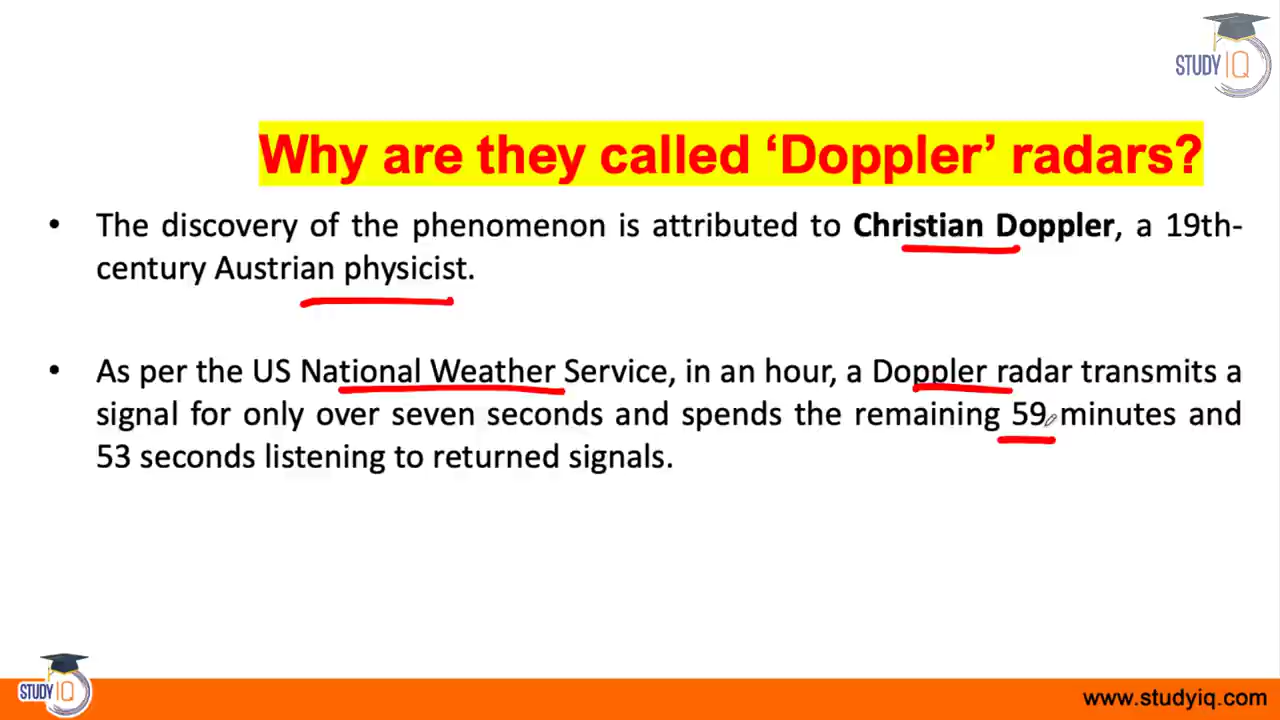 STUDY IQ
Why are they called ‘Doppler’ radars?
• The discovery of the phenomenon is attributed to Christian Doppler, a 19th-
century Austrian physicist.
• As per the US National Weather Service, in an hour, a Doppler radar transmits a
signal for only over seven seconds and spends the remaining 59 minutes and
53 seconds listening to returned signals.
STUDY IQ
www.studyiq.com